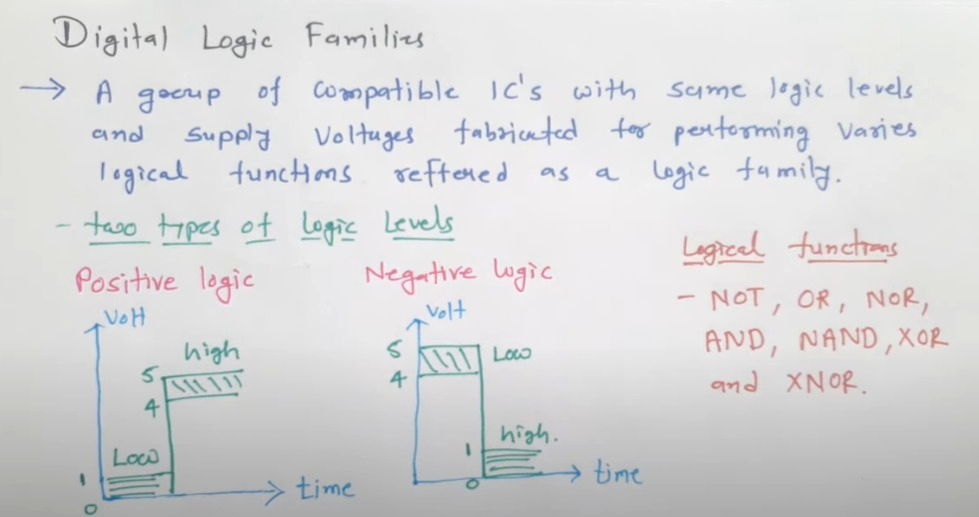 Digital Logic Families
→ A group of compatible IC's with same logic levels
and supply voltages fabricated for performing varies
logical functions reffered as a logic family.
- two types of Logic Levels
Positive logic
Volt
high
5
4
Low
1
0
time
Negative logic
Volt
5
4
Low
high.
1
0
time
Logical functions
- NOT, OR, NOR,
AND, NAND, XOR
and XNOR.